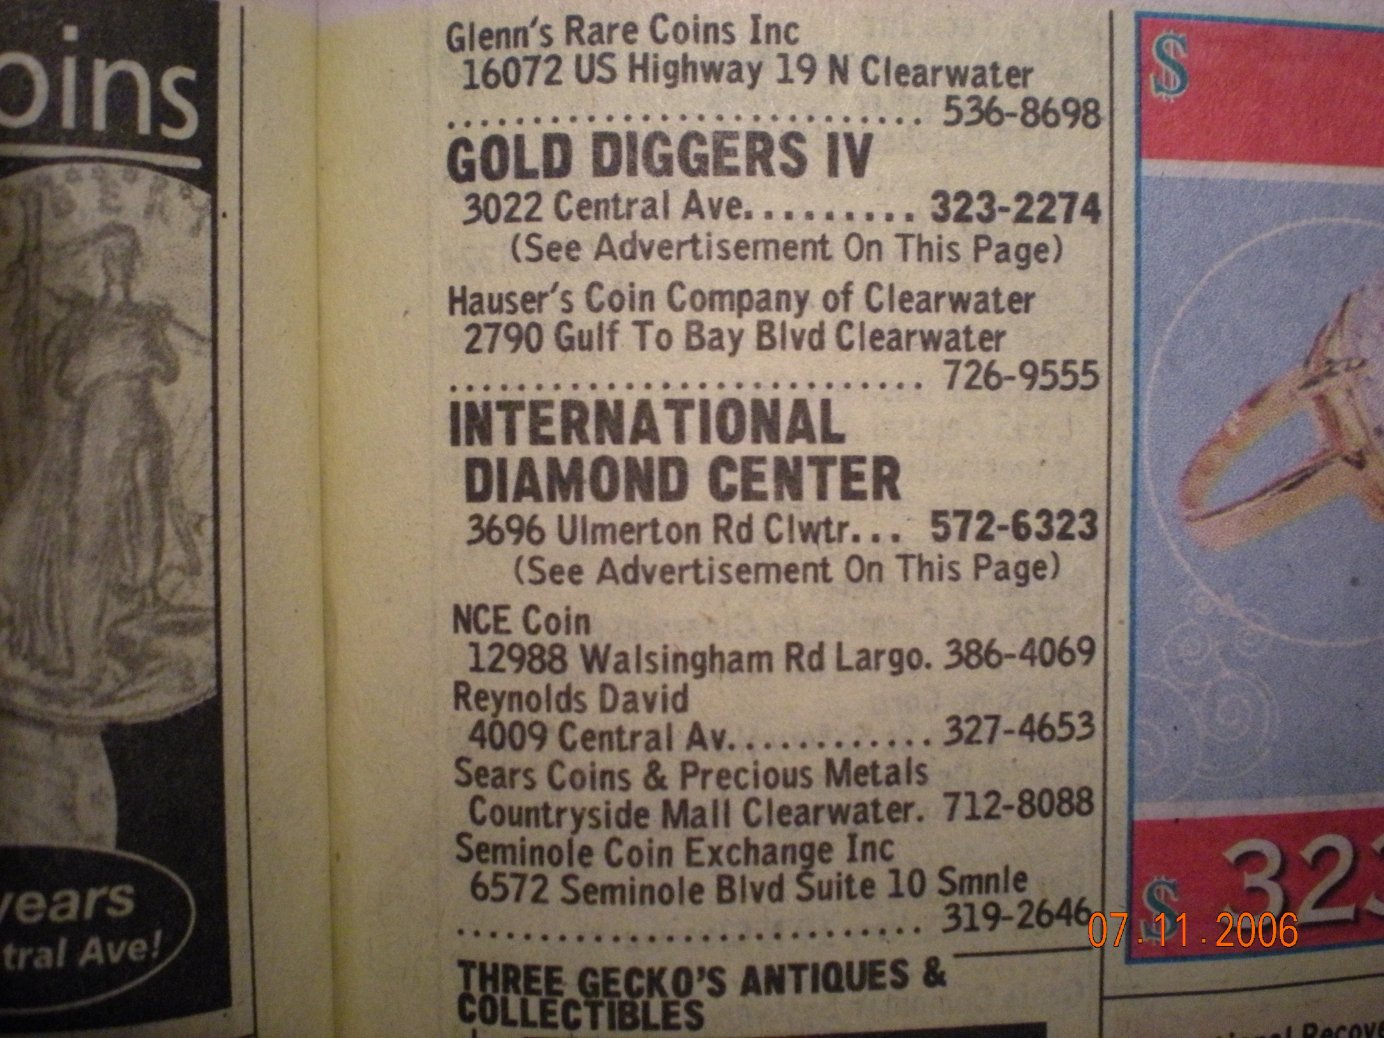 oins
years
tral Ave!
Glenn's Rare Coins Inc
16072 US Highway 19 N Clearwater
............................ 536-8698
GOLD DIGGERS IV
3022 Central Ave.......... 323-2274
(See Advertisement On This Page)
Hauser's Coin Company of Clearwater
2790 Gulf To Bay Blvd Clearwater
............................ 726-9555
INTERNATIONAL
DIAMOND CENTER
3696 Ulmerton Rd Clwtr... 572-6323
(See Advertisement On This Page)
NCE Coin
12988 Walsingham Rd Largo. 386-4069
Reynolds David
4009 Central Av............ 327-4653
Sears Coins & Precious Metals
Countryside Mall Clearwater. 712-8088
Seminole Coin Exchange Inc
6572 Seminole Blvd Suite 10 Smnle
............................ 319-2646
THREE GECKO'S ANTIQUES &
COLLECTIBLES
$
$ 323
07.11.2006